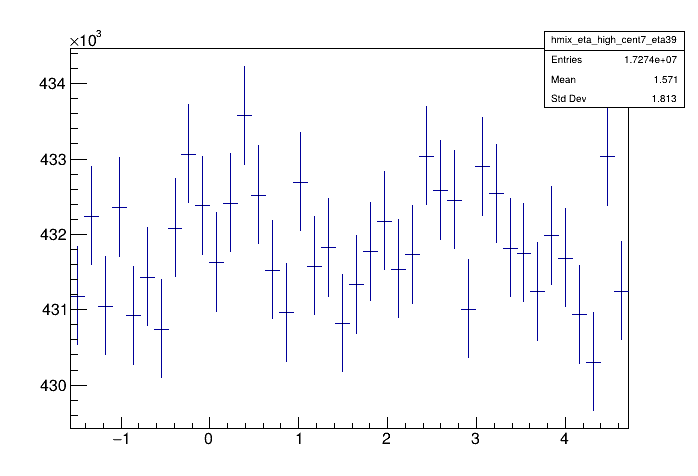 ×10³
hmix_eta_high_cent7_eta39
Entries 1.7274e+07
Mean 1.571
Std Dev 1.813
434
433
432
431
430
−1 0 1 2 3 4